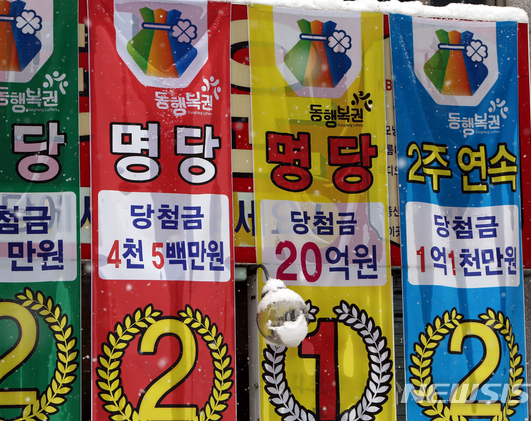 동행복권
당
당첨금
만원
2
동행복권
명당
당첨금
4천 5백만원
2
동행복권
명당
당첨금
20억원
1
동행복권
2주 연속
당첨금
1억1천만원
2
NEWSIS